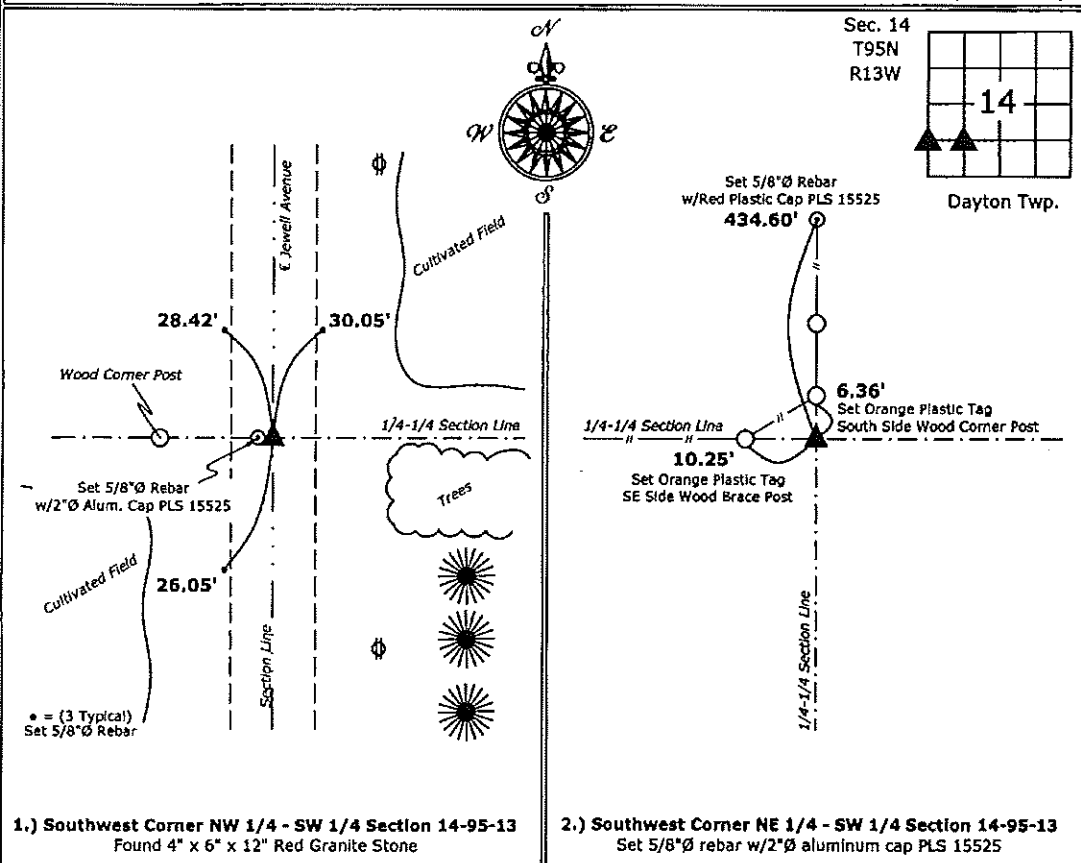 Sec. 14
T95N
R13W
14
Dayton Twp.
N
W
E
S
℄ Jewell Avenue
Cultivated Field
28.42'
30.05'
Wood Corner Post
1/4-1/4 Section Line
Set 5/8"Ø Rebar
w/2"Ø Alum. Cap PLS 15525
Trees
Cultivated Field
26.05'
Section Line
• = (3 Typical)
Set 5/8"Ø Rebar
1.) Southwest Corner NW 1/4 - SW 1/4 Section 14-95-13
Found 4" x 6" x 12" Red Granite Stone
Set 5/8"Ø Rebar
w/Red Plastic Cap PLS 15525
434.60'
6.36'
Set Orange Plastic Tag
South Side Wood Corner Post
1/4-1/4 Section Line
10.25'
Set Orange Plastic Tag
SE Side Wood Brace Post
1/4-1/4 Section Line
2.) Southwest Corner NE 1/4 - SW 1/4 Section 14-95-13
Set 5/8"Ø rebar w/2"Ø aluminum cap PLS 15525